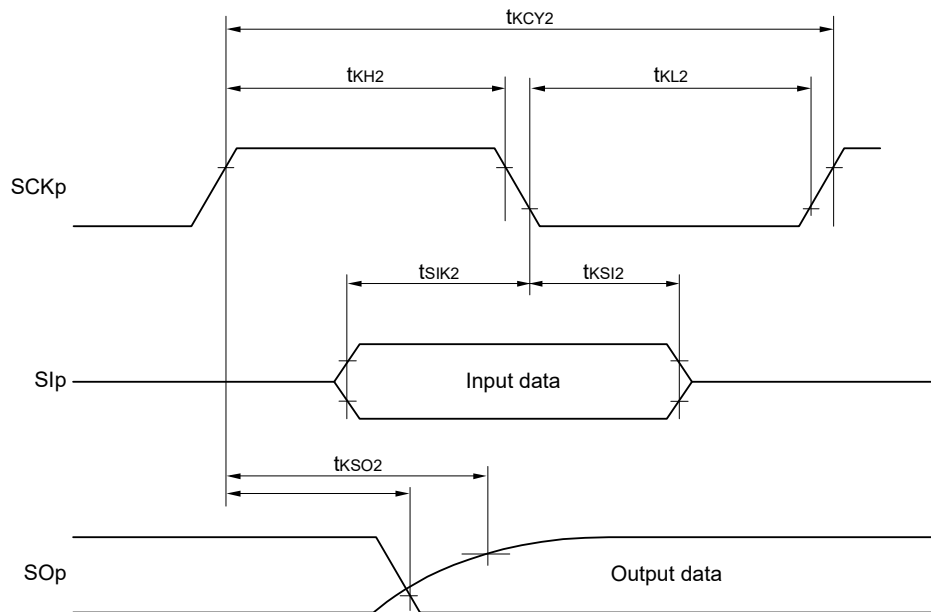 tKCY2
tKH2
tKL2
SCKp
tSIK2
tKSI2
SIp
Input data
tKSO2
SOp
Output data